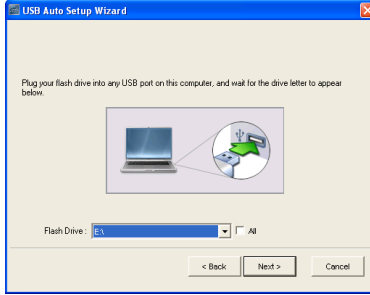 USB Auto Setup Wizard
Plug your flash drive into any USB port on this computer, and wait for the drive letter to appear
below.
Flash Drive : E:\ All
< Back Next > Cancel